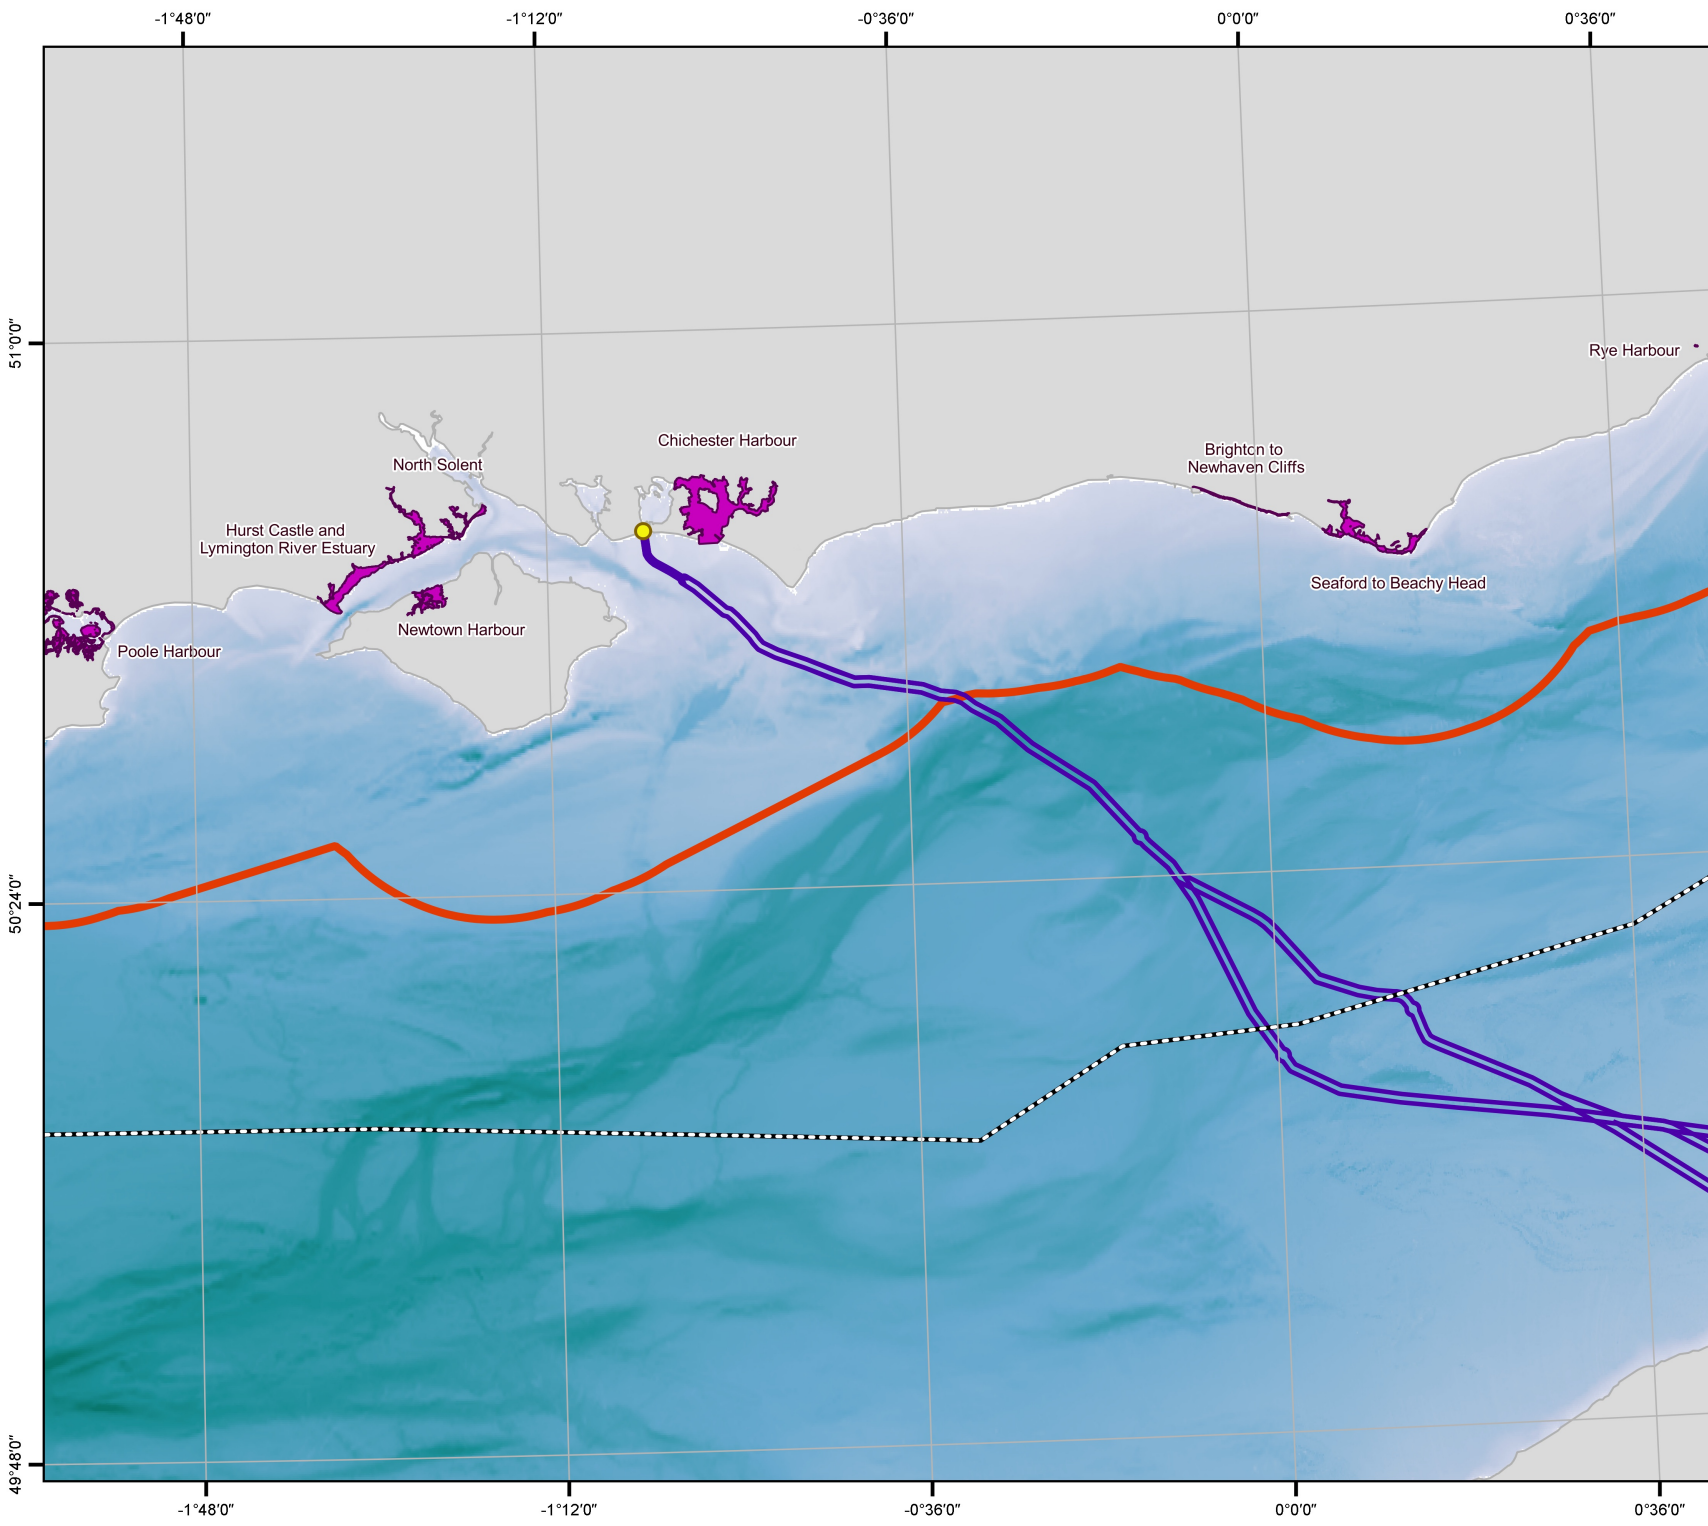 -1°48′0″
-1°12′0″
-0°36′0″
0°0′0″
0°36′0″
51°0′0″
Rye Harbour
Chichester Harbour
Brighton to
Newhaven Cliffs
North Solent
Hurst Castle and
Lymington River Estuary
Seaford to Beachy Head
Newtown Harbour
Poole Harbour
50°24′0″
49°48′0″
-1°48′0″
-1°12′0″
-0°36′0″
0°0′0″
0°36′0″